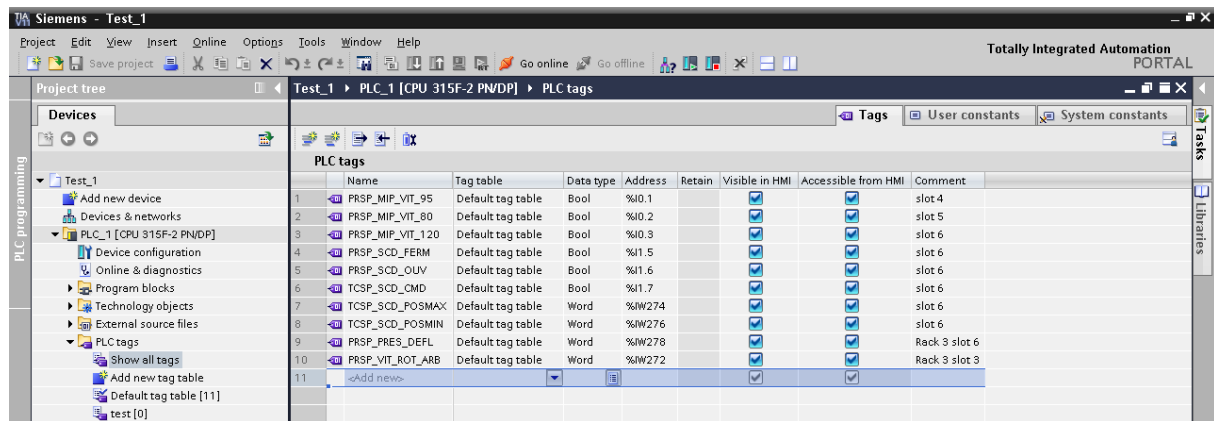 Siemens - Test_1
Project Edit View Insert Online Options Tools Window Help
Totally Integrated Automation
PORTAL
Save project Go online Go offline
Project tree
Test_1 PLC_1 [CPU 315F-2 PN/DP] PLC tags
Devices
Tags User constants System constants
PLC tags
Name Tag table Data type Address Retain Visible in HMI Accessible from HMI Comment
1 PRSP_MIP_VIT_95 Default tag table Bool %I0.1 slot 4
2 PRSP_MIP_VIT_80 Default tag table Bool %I0.2 slot 5
3 PRSP_MIP_VIT_120 Default tag table Bool %I0.3 slot 6
4 PRSP_SCD_FERM Default tag table Bool %I1.5 slot 6
5 PRSP_SCD_OUV Default tag table Bool %I1.6 slot 6
6 TCSP_SCD_CMD Default tag table Bool %I1.7 slot 6
7 TCSP_SCD_POSMAX Default tag table Word %IW274 slot 6
8 TCSP_SCD_POSMIN Default tag table Word %IW276 slot 6
9 PRSP_PRES_DEFL Default tag table Word %IW278 Rack 3 slot 6
10 PRSP_VIT_ROT_ARB Default tag table Word %IW272 Rack 3 slot 3
11 <Add new>
Test_1
Add new device
Devices & networks
PLC_1 [CPU 315F-2 PN/DP]
Device configuration
Online & diagnostics
Program blocks
Technology objects
External source files
PLC tags
Show all tags
Add new tag table
Default tag table [11]
test [0]
PLC programming
Tasks
Libraries